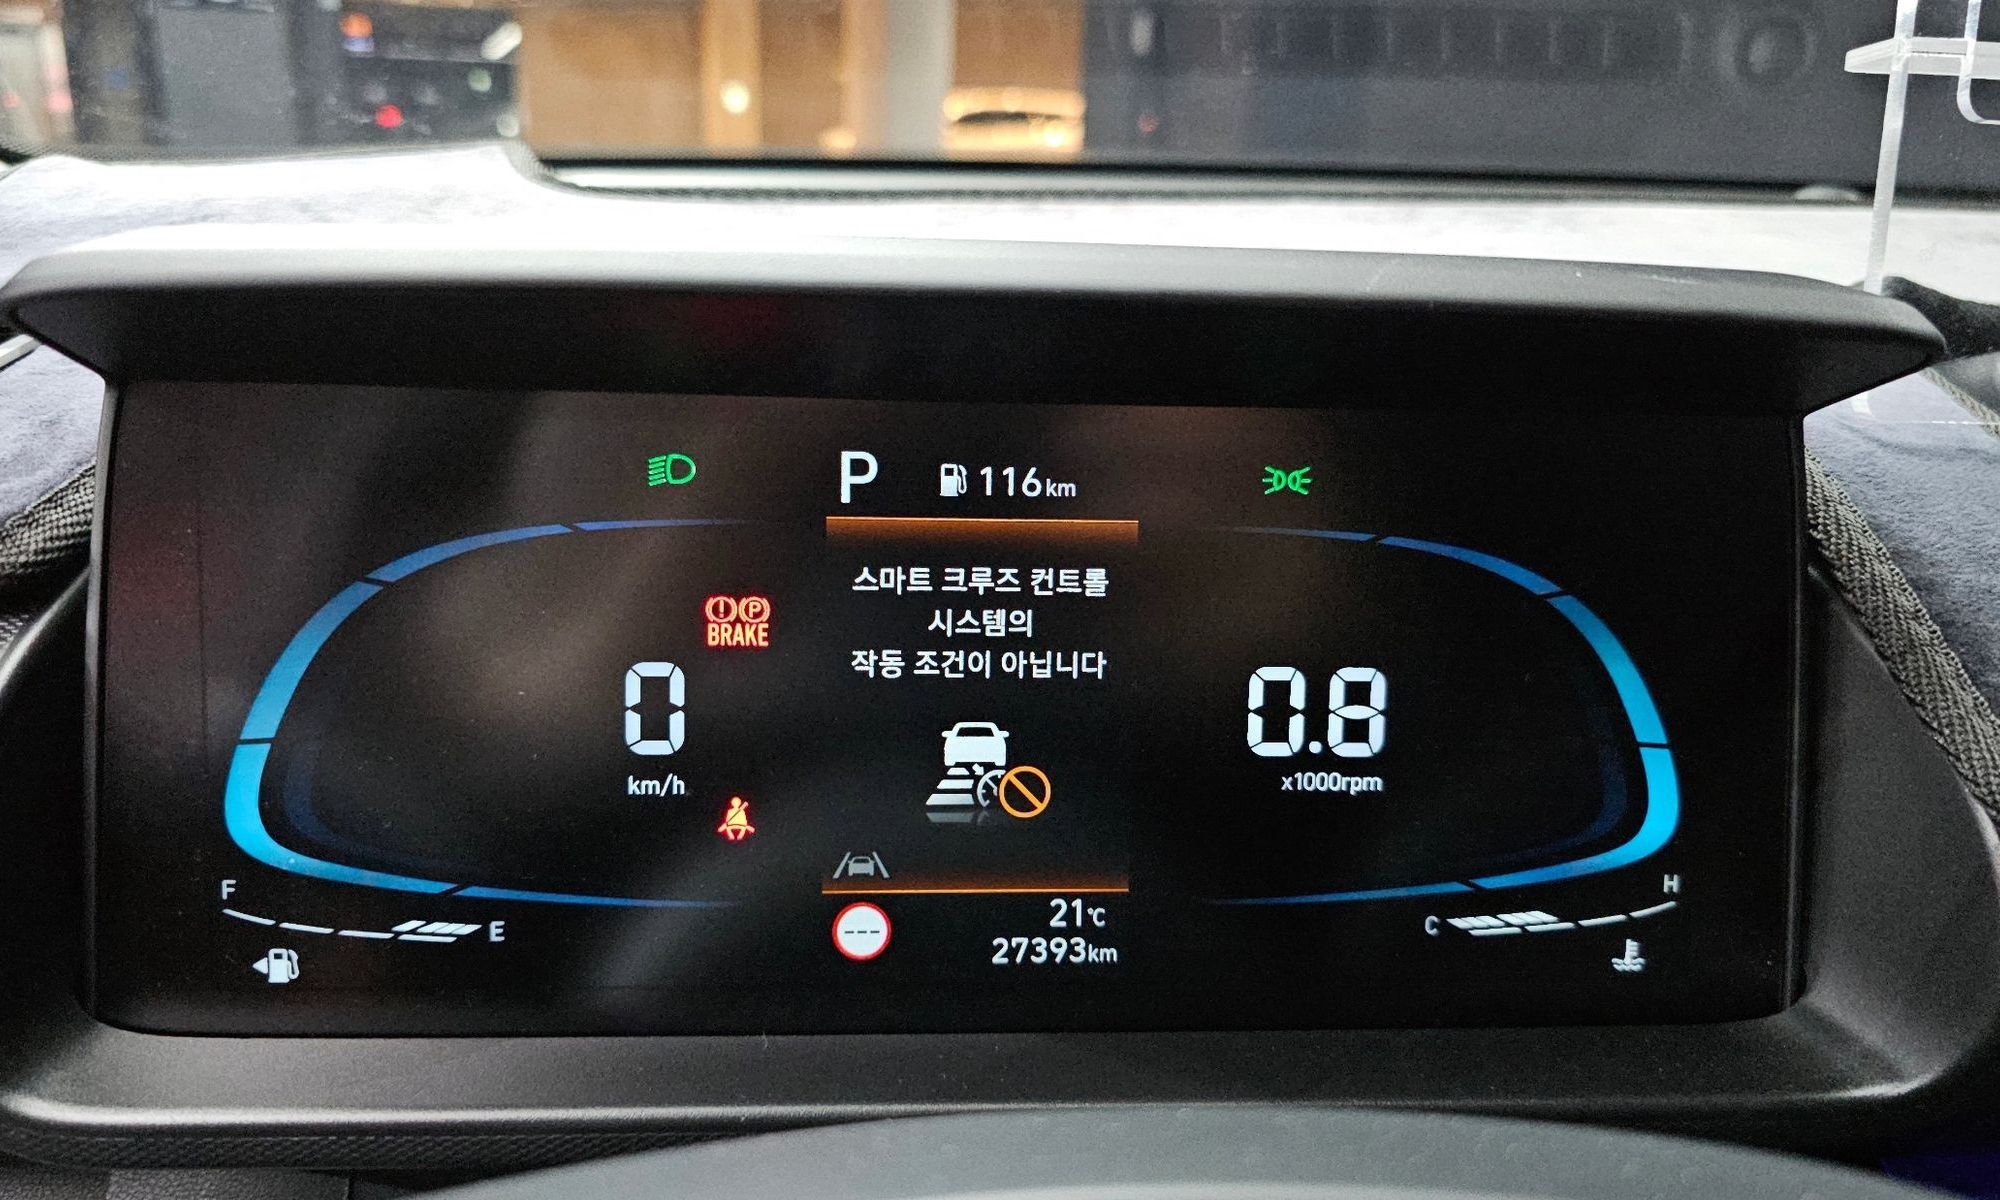 P 116km
스마트 크루즈 컨트롤
시스템의
작동 조건이 아닙니다
(!) (P)
BRAKE
0
km/h
0.8
x1000rpm
F E
C H
---
21℃
27393km